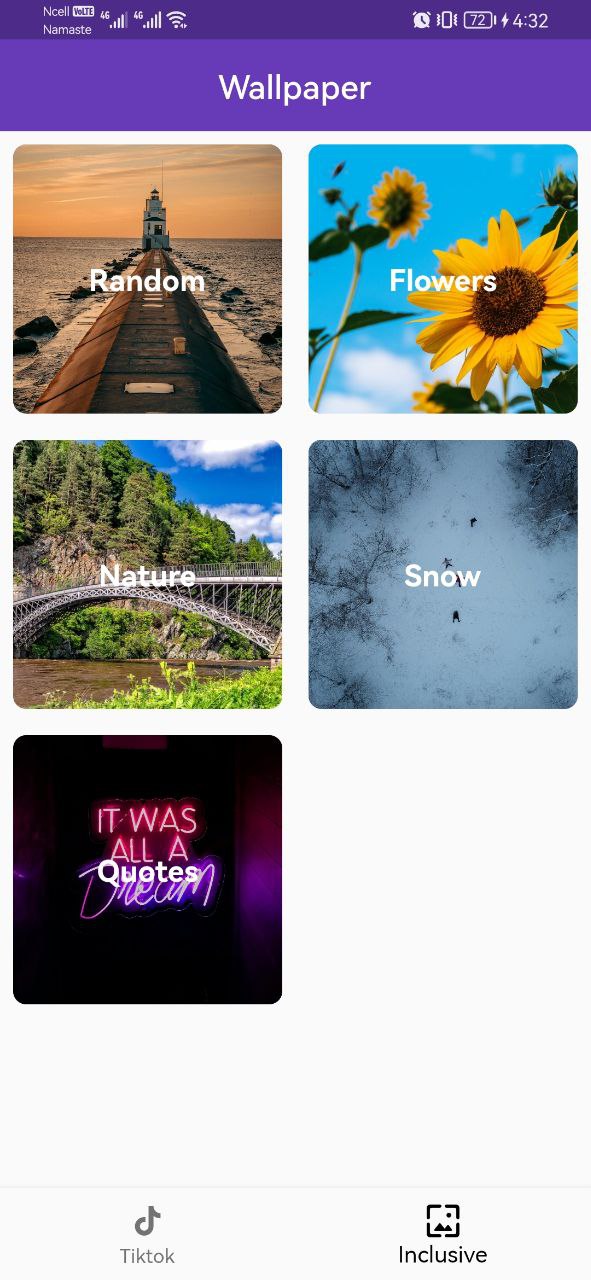 Ncell VoLTE 4G 4G 72 4:32
Namaste
Wallpaper
Random
Flowers
Nature
Snow
IT WAS
ALL A
Dream
Quotes
Tiktok
Inclusive